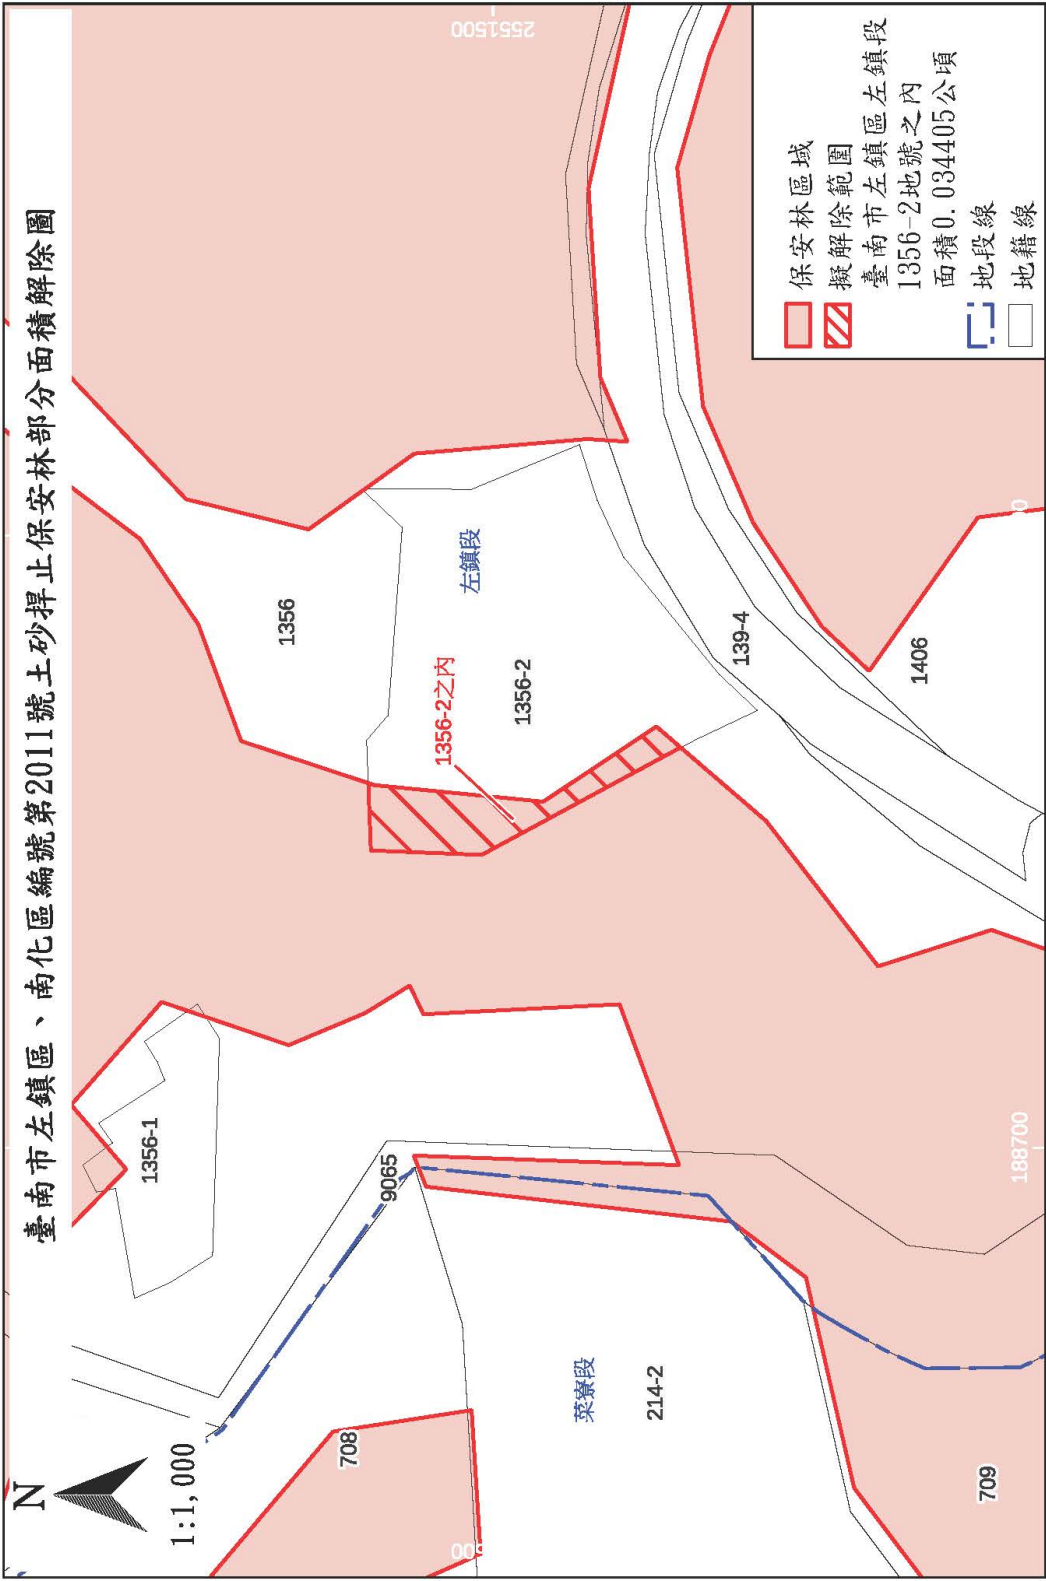 臺南市左鎮區、南化區編號第2011號土砂捍止保安林部分面積解除圖
N
1:1,000
1356-1
1356
9065
708
左鎮段
1356-2之內
1356-2
菜寮段
214-2
139-4
1406
709
2551500
188700
保安林區域
擬解除範圍
臺南市左鎮區左鎮段
1356-2地號之內
面積0.034405公頃
地段線
地籍線